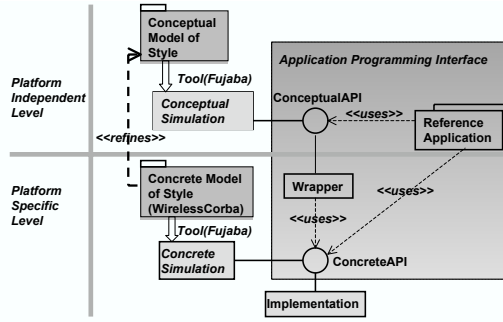 Conceptual
Model of
Style
Application Programming Interface
Platform
Independent
Level
Tool(Fujaba)
Conceptual
Simulation
ConceptualAPI
<<uses>>
Reference
Application
<<refines>>
Platform
Specific
Level
Concrete Model
of Style
(WirelessCorba)
Wrapper
<<uses>>
<<uses>>
Tool(Fujaba)
Concrete
Simulation
ConcreteAPI
Implementation